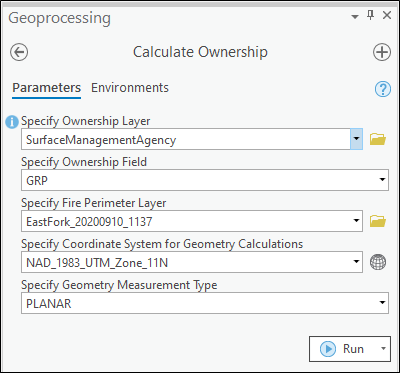 Geoprocessing
Calculate Ownership
Parameters Environments
Specify Ownership Layer
SurfaceManagementAgency
Specify Ownership Field
GRP
Specify Fire Perimeter Layer
EastFork_20200910_1137
Specify Coordinate System for Geometry Calculations
NAD_1983_UTM_Zone_11N
Specify Geometry Measurement Type
PLANAR
Run